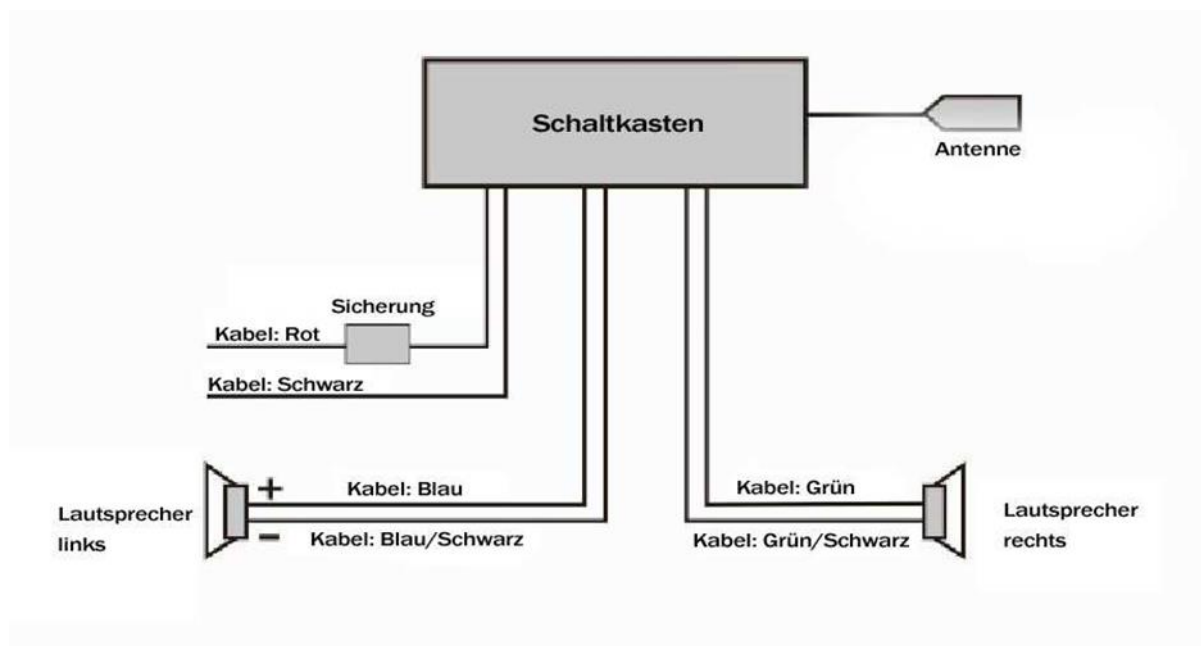 Schaltkasten
Antenne
Sicherung
Kabel: Rot
Kabel: Schwarz
+
Kabel: Blau
Kabel: Grün
Lautsprecher
links
Lautsprecher
rechts
−
Kabel: Blau/Schwarz
Kabel: Grün/Schwarz